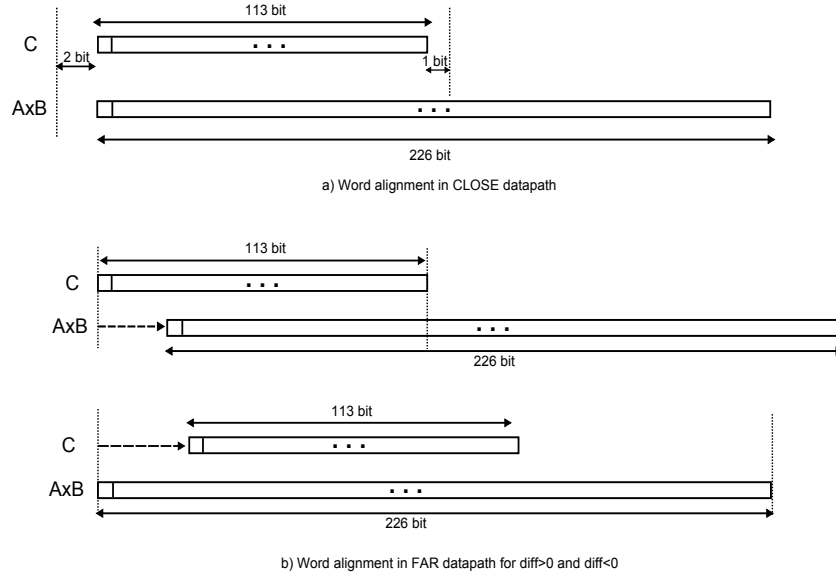 113 bit
C
. . .
2 bit
1 bit
AxB
. . .
226 bit
a) Word alignment in CLOSE datapath
113 bit
C
. . .
AxB
. . .
226 bit
113 bit
C
. . .
AxB
. . .
226 bit
b) Word alignment in FAR datapath for diff>0 and diff<0